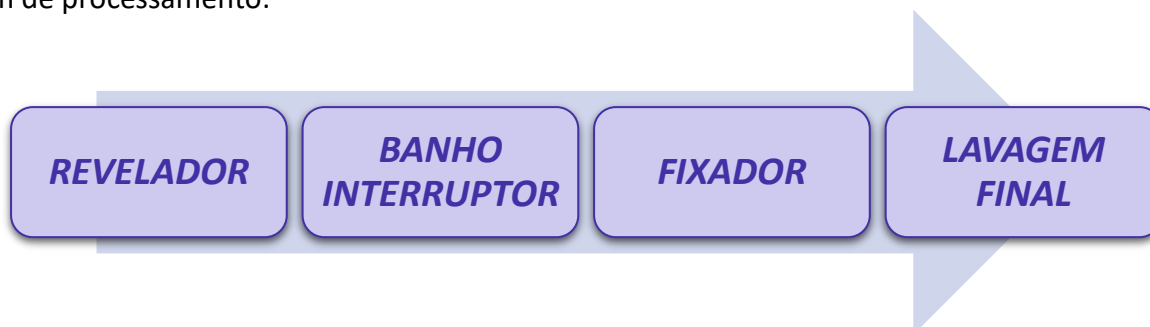 de processamento:
REVELADOR
BANHO
INTERRUPTOR
FIXADOR
LAVAGEM
FINAL